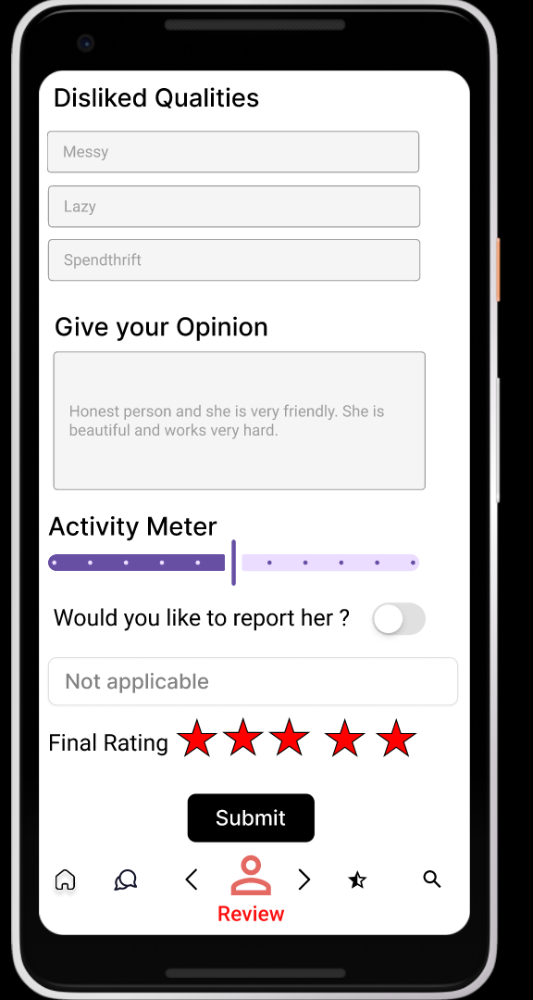 Disliked Qualities
Messy
Lazy
Spendthrift
Give your Opinion
Honest person and she is very friendly. She is
beautiful and works very hard.
Activity Meter
Would you like to report her ?
Not applicable
Final Rating
Submit
Review